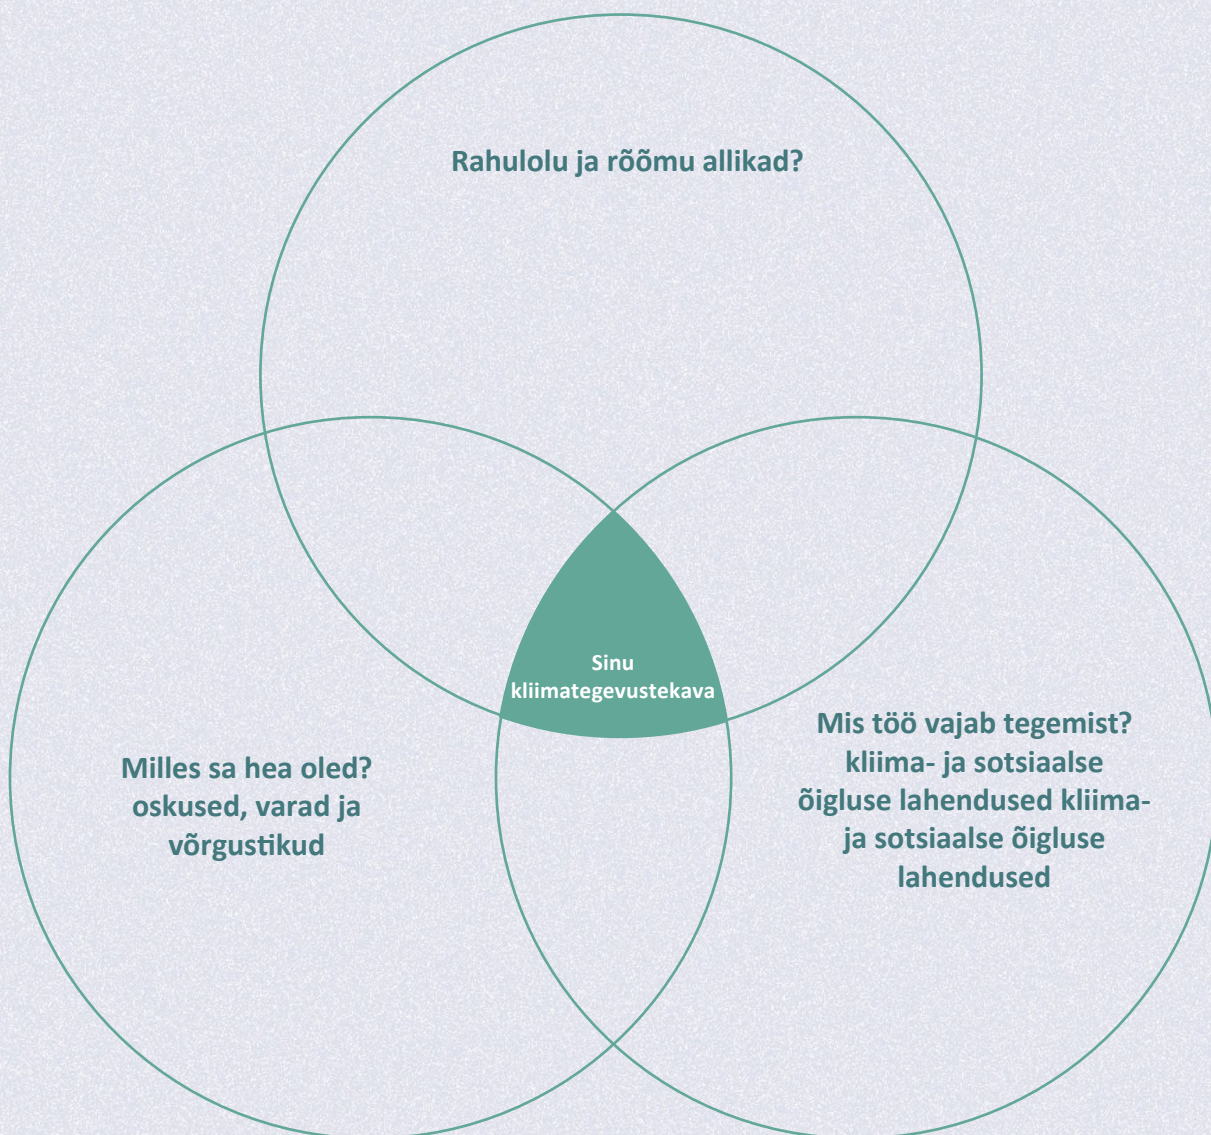 Rahulolu ja rõõmu allikad?
Sinu
kliimategevustekava
Milles sa hea oled?
oskused, varad ja
võrgustikud
Mis töö vajab tegemist?
kliima- ja sotsiaalse
õigluse lahendused kliima-
ja sotsiaalse õigluse
lahendused